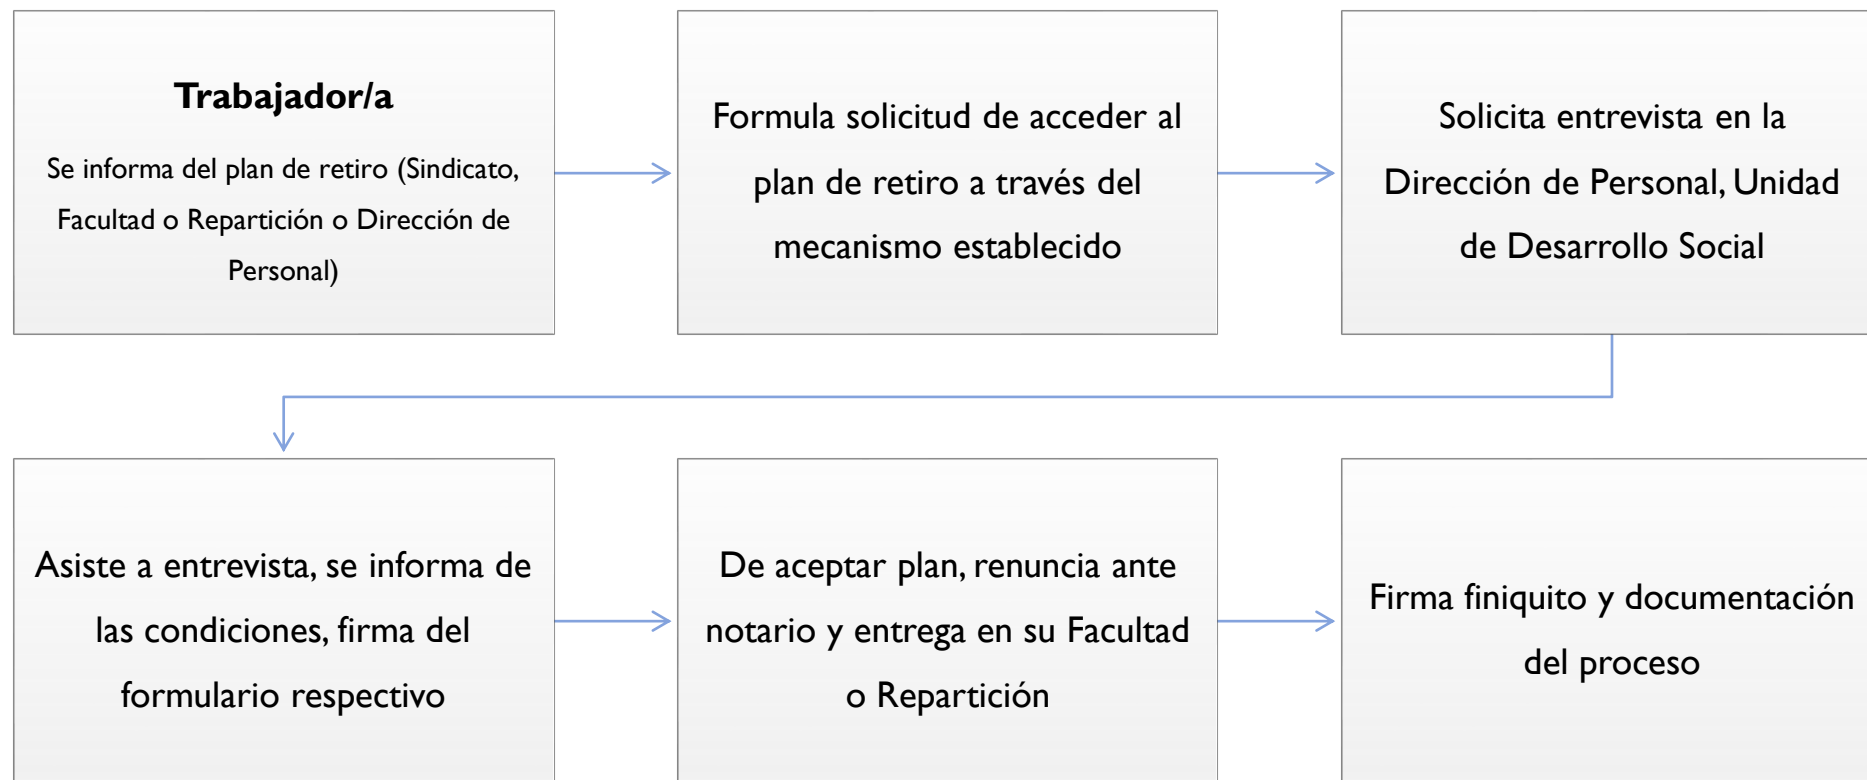 Trabajador/a
Se informa del plan de retiro (Sindicato,
Facultad o Repartición o Dirección de
Personal)
Formula solicitud de acceder al
plan de retiro a través del
mecanismo establecido
Solicita entrevista en la
Dirección de Personal, Unidad
de Desarrollo Social
Asiste a entrevista, se informa de
las condiciones, firma del
formulario respectivo
De aceptar plan, renuncia ante
notario y entrega en su Facultad
o Repartición
Firma finiquito y documentación
del proceso